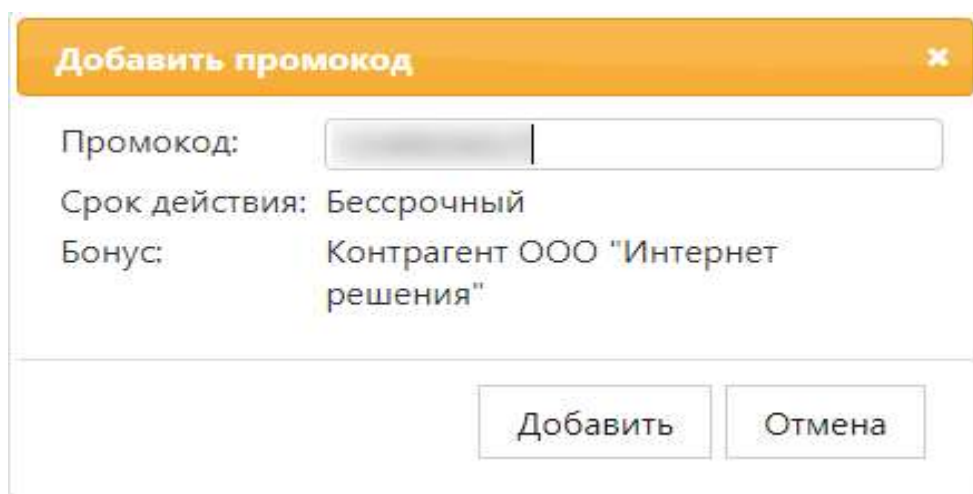 Добавить промокод
Промокод:
Срок действия: Бессрочный
Бонус: Контрагент ООО "Интернет
решения"
Добавить Отмена